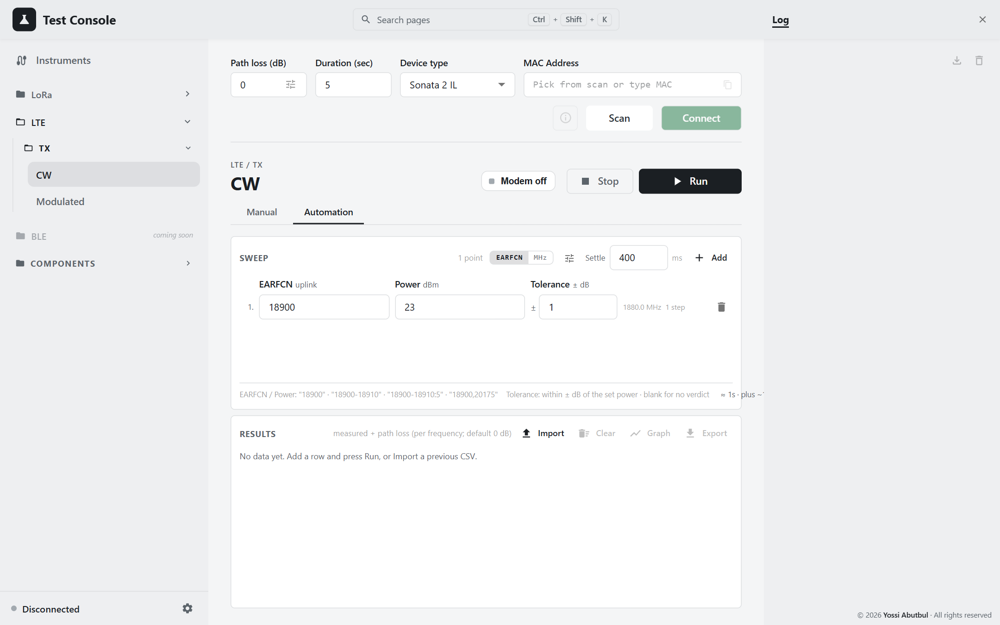 Test Console
Search pages
Ctrl + Shift + K
Log
Instruments
LoRa
LTE
TX
CW
Modulated
BLE
coming soon
COMPONENTS
Disconnected
Path loss (dB)
Duration (sec)
Device type
MAC Address
0
5
Sonata 2 IL
Pick from scan or type MAC
Scan
Connect
LTE / TX
CW
Modem off
Stop
Run
Manual
Automation
SWEEP
1 point
EARFCN
MHz
Settle
400
ms
Add
EARFCN uplink
Power dBm
Tolerance ± dB
1.
18900
23
±
1
1880.0 MHz 1 step
EARFCN / Power: "18900" · "18900-18910" · "18900-18910:5" · "18900,20175"
Tolerance: within ± dB of the set power · blank for no verdict
≈ 1s · plus ~
RESULTS
measured + path loss (per frequency; default 0 dB)
Import
Clear
Graph
Export
No data yet. Add a row and press Run, or Import a previous CSV.
© 2026 Yossi Abutbul · All rights reserved